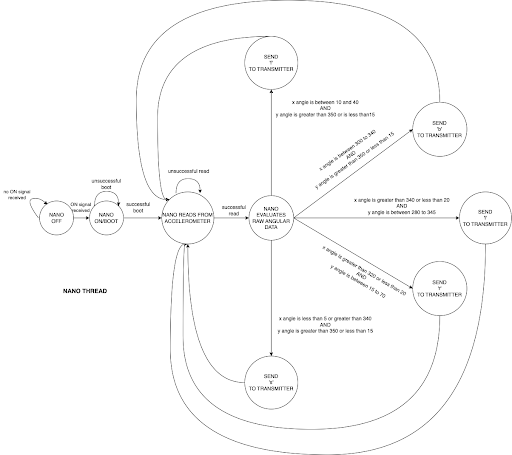 SEND
'f'
TO TRANSMITTER
x angle is between 10 and 40
AND
y angle is greater than 350 or is less than15
SEND
'b'
TO TRANSMITTER
x angle is between 300 to 340
AND
y angle is greater than 350 or less than 15
unsuccessful read
unsuccessful
boot
no ON signal
received
ON signal
received
successful
boot
successful
read
NANO
OFF
NANO
ON/BOOT
NANO READS FROM
ACCELEROMETER
NANO
EVALUATES
RAW ANGULAR
DATA
x angle is greater than 340 or less than 20
AND
y angle is between 280 to 345
SEND
TO TRANSMITTER
x angle is greater than 320 or less than 20
AND
y angle is between 15 to 70
SEND
TO TRANSMITTER
NANO THREAD
x angle is less than 5 or greater than 340
AND
y angle is greater than 350 or less than 15
SEND
's'
TO TRANSMITTER